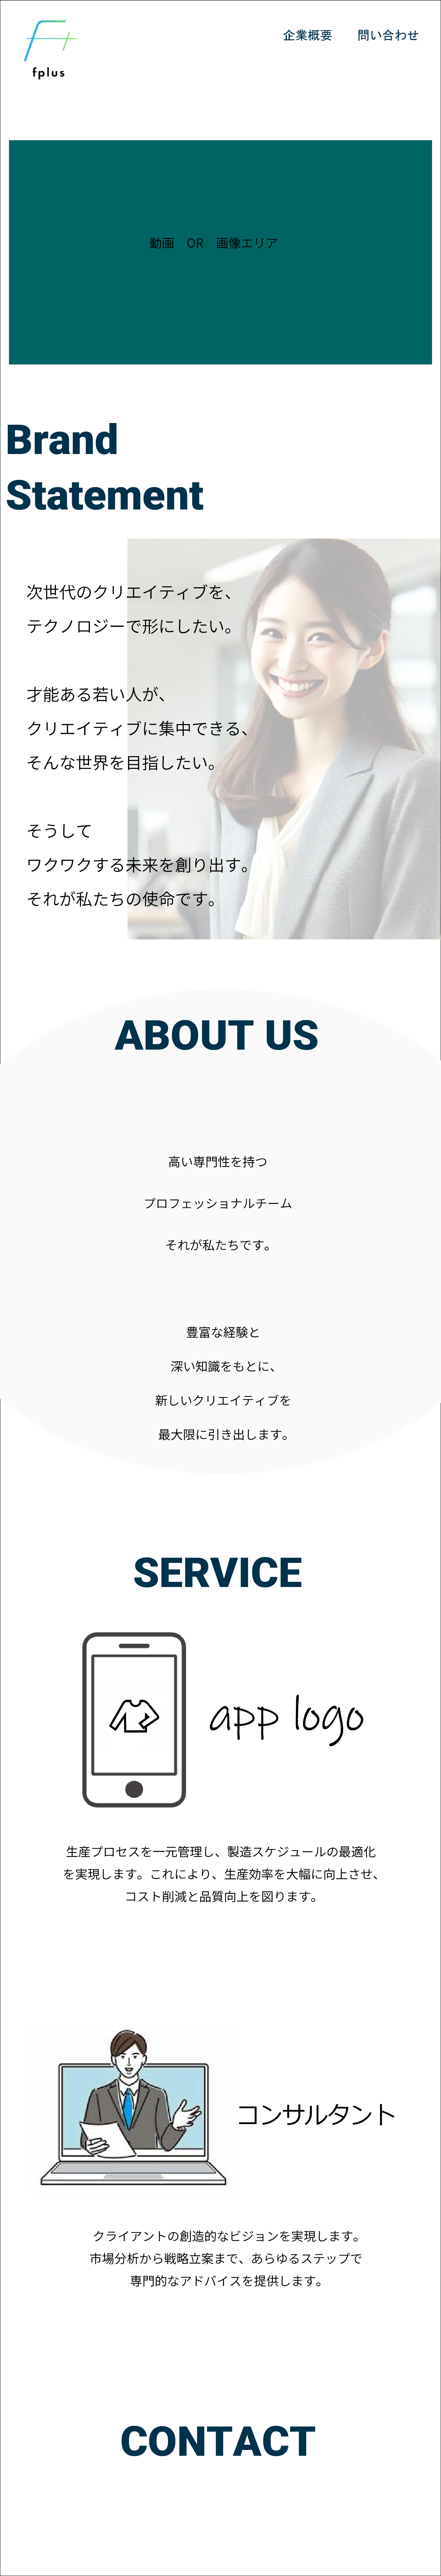 fplus
企業概要　問い合わせ
動画　OR　画像エリア
Brand
Statement
次世代のクリエイティブを、
テクノロジーで形にしたい。
才能ある若い人が、
クリエイティブに集中できる、
そんな世界を目指したい。
そうして
ワクワクする未来を創り出す。
それが私たちの使命です。
ABOUT US
高い専門性を持つ
プロフェッショナルチーム
それが私たちです。
豊富な経験と
深い知識をもとに、
新しいクリエイティブを
最大限に引き出します。
SERVICE
app logo
生産プロセスを一元管理し、製造スケジュールの最適化
を実現します。これにより、生産効率を大幅に向上させ、
コスト削減と品質向上を図ります。
コンサルタント
クライアントの創造的なビジョンを実現します。
市場分析から戦略立案まで、あらゆるステップで
専門的なアドバイスを提供します。
CONTACT